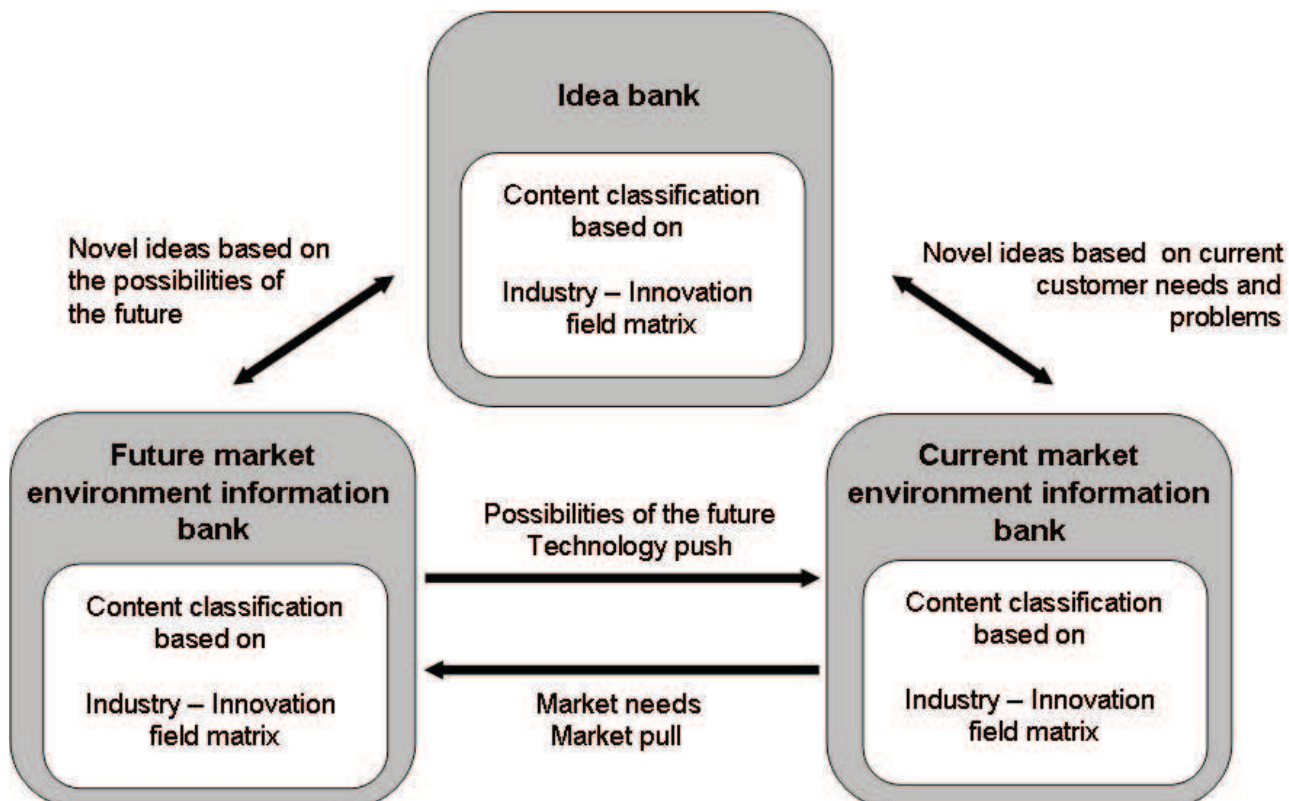 Idea bank
Content classification
based on
Industry – Innovation
field matrix
Novel ideas based on
the possibilities of
the future
Novel ideas based on current
customer needs and
problems
Future market
environment information
bank
Content classification
based on
Industry – Innovation
field matrix
Possibilities of the future
Technology push
Market needs
Market pull
Current market
environment information
bank
Content classification
based on
Industry – Innovation
field matrix